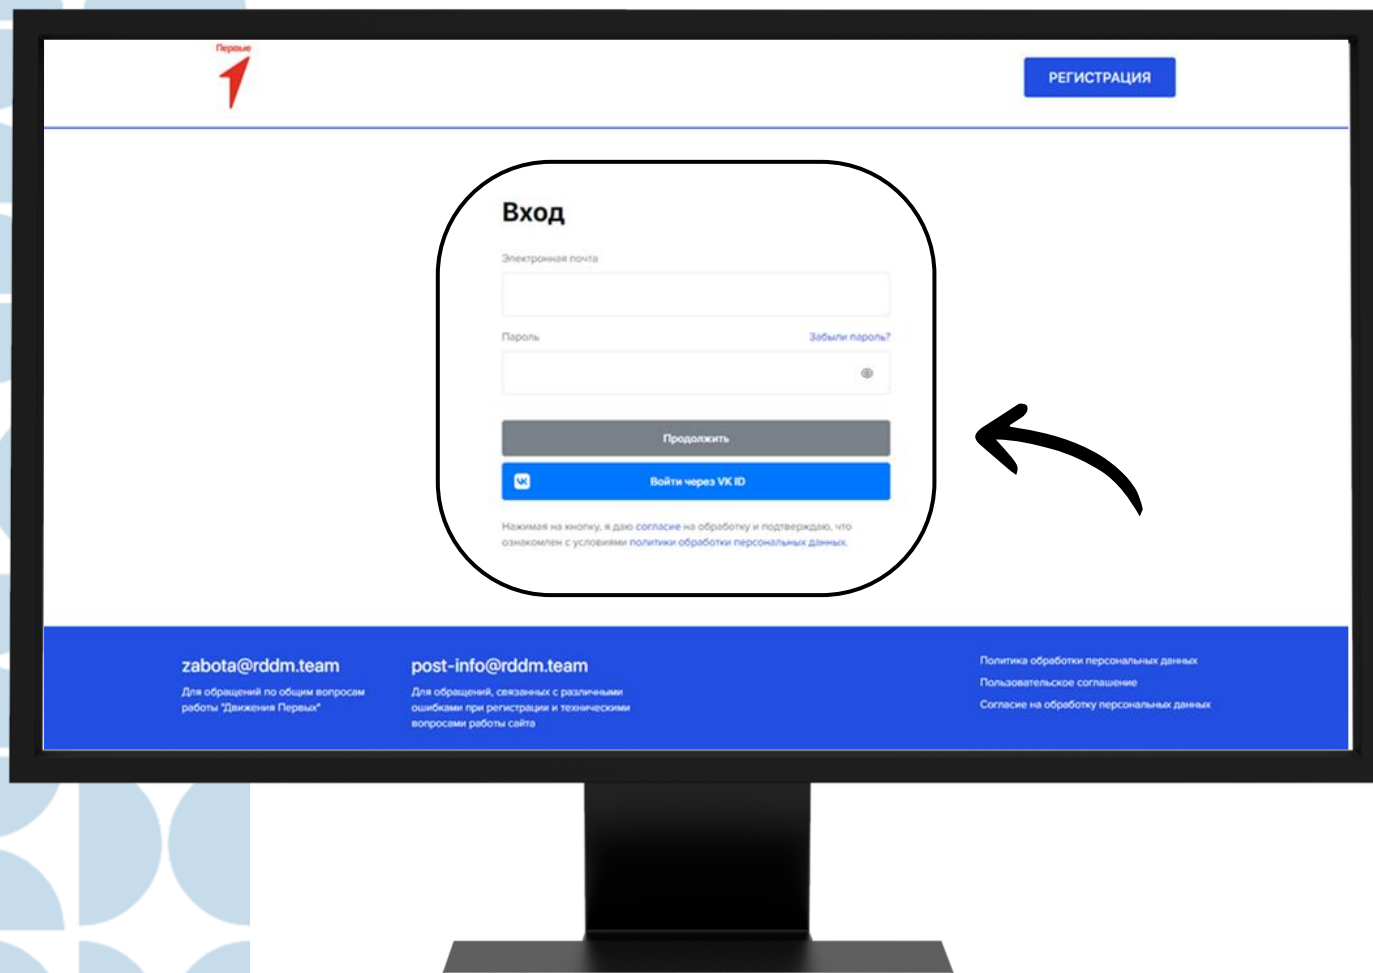 Первые
РЕГИСТРАЦИЯ
Вход
Электронная почта
Пароль
Забыли пароль?
Продолжить
Войти через VK ID
Нажимая на кнопку, я даю согласие на обработку и подтверждаю, что
ознакомлен с условиями политики обработки персональных данных.
zabota@rddm.team
Для обращений по общим вопросам
работы "Движения Первых"
post-info@rddm.team
Для обращений, связанных с различными
ошибками при регистрации и техническими
вопросами работы сайта
Политика обработки персональных данных
Пользовательское соглашение
Согласие на обработку персональных данных